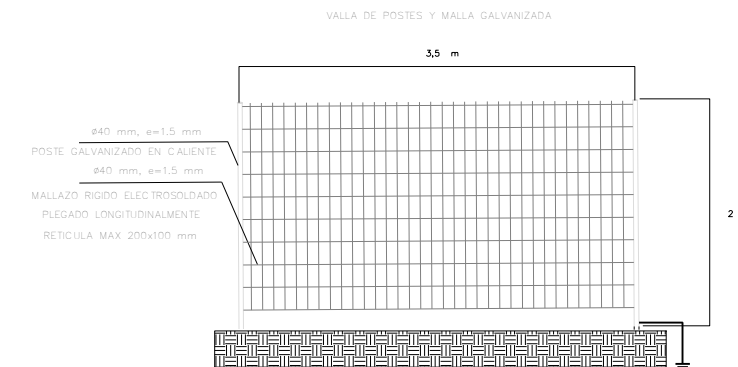 VALLA DE POSTES Y MALLA GALVANIZADA
3,5 m
ø40 mm, e=1,5 mm
POSTE GALVANIZADO EN CALIENTE
ø40 mm, e=1,5 mm
MALLAZO RIGIDO ELECTROSOLDADO
PLEGADO LONGITUDINALMENTE
RETICULA MAX 200x100 mm
2